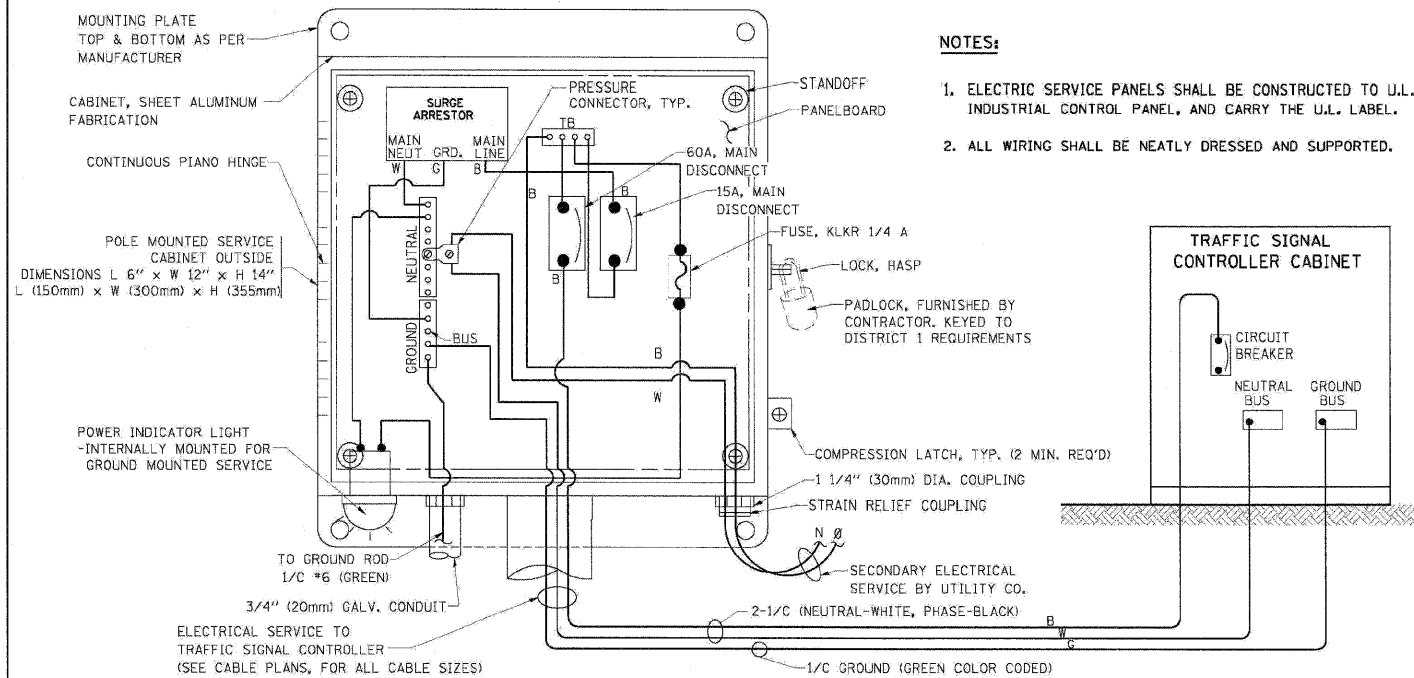 MOUNTING PLATE
TOP & BOTTOM AS PER
MANUFACTURER
CABINET, SHEET ALUMINUM
FABRICATION
CONTINUOUS PIANO HINGE
POLE MOUNTED SERVICE
CABINET OUTSIDE
DIMENSIONS L 6" x W 12" x H 14"
L (150mm) x W (300mm) x H (355mm)
POWER INDICATOR LIGHT
-INTERNALLY MOUNTED FOR
GROUND MOUNTED SERVICE
TO GROUND ROD
1/C #6 (GREEN)
3/4" (20mm) GALV. CONDUIT
ELECTRICAL SERVICE TO
TRAFFIC SIGNAL CONTROLLER
(SEE CABLE PLANS, FOR ALL CABLE SIZES)
SURGE
ARRESTOR
MAIN
NEUT
GRD.
MAIN
LINE
W
G
B
PRESSURE
CONNECTOR, TYP.
TB
B
B
B
NEUTRAL
GROUND
BUS
60A, MAIN
DISCONNECT
15A, MAIN
DISCONNECT
FUSE, KLKR 1/4 A
STANDOFF
PANELBOARD
LOCK, HASP
PADLOCK, FURNISHED BY
CONTRACTOR. KEYED TO
DISTRICT 1 REQUIREMENTS
B
W
COMPRESSION LATCH, TYP. (2 MIN. REQ'D)
1 1/4" (30mm) DIA. COUPLING
STRAIN RELIEF COUPLING
N Ø
SECONDARY ELECTRICAL
SERVICE BY UTILITY CO.
2-1/C (NEUTRAL-WHITE, PHASE-BLACK)
B
W
G
1/C GROUND (GREEN COLOR CODED)
NOTES:
1. ELECTRIC SERVICE PANELS SHALL BE CONSTRUCTED TO U.L.
INDUSTRIAL CONTROL PANEL, AND CARRY THE U.L. LABEL.
2. ALL WIRING SHALL BE NEATLY DRESSED AND SUPPORTED.
TRAFFIC SIGNAL
CONTROLLER CABINET
CIRCUIT
BREAKER
NEUTRAL
BUS
GROUND
BUS